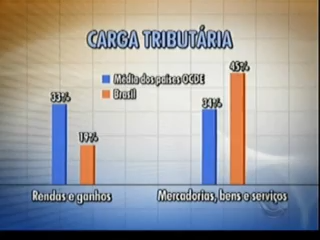 CARGA TRIBUTÁRIA
Média dos países OCDE
Brasil
33%
19%
34%
45%
Rendas e ganhos
Mercadorias, bens e serviços